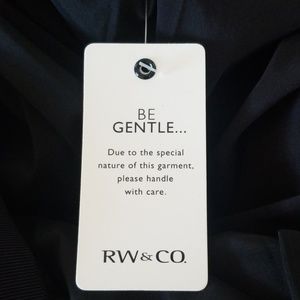 BE
GENTLE...
Due to the special
nature of this garment,
please handle
with care.
RW&CO.